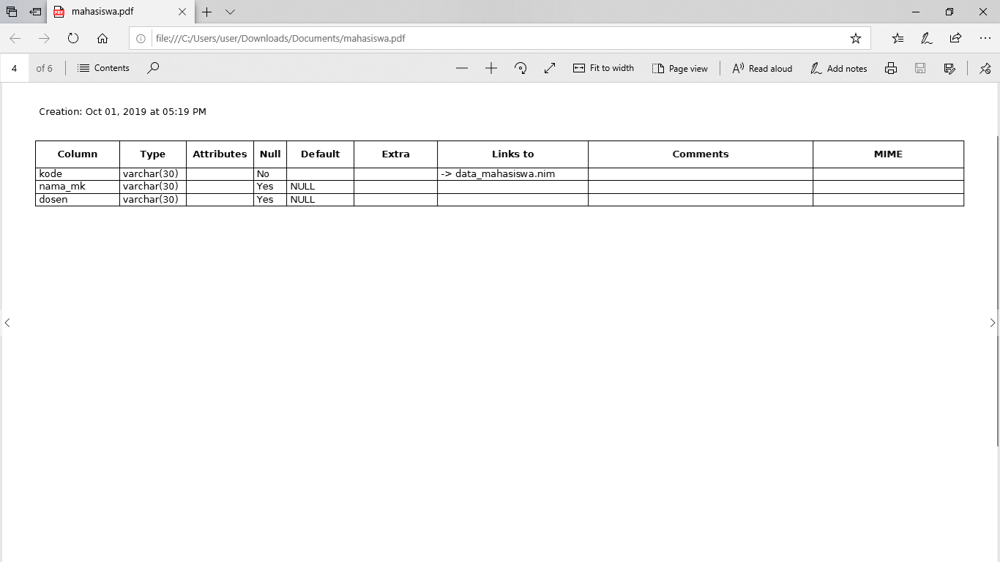 mahasiswa.pdf
file:///C:/Users/user/Downloads/Documents/mahasiswa.pdf
4 of 6 Contents Fit to width Page view Read aloud Add notes
Creation: Oct 01, 2019 at 05:19 PM
Column Type Attributes Null Default Extra Links to Comments MIME
kode varchar(30) No -> data_mahasiswa.nim
nama_mk varchar(30) Yes NULL
dosen varchar(30) Yes NULL